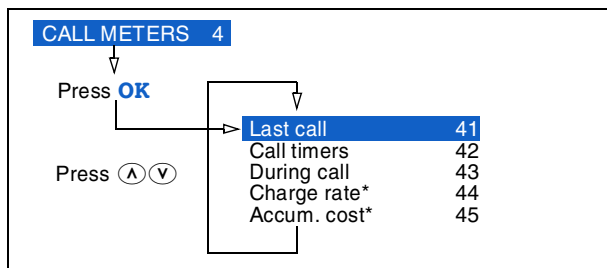 CALL METERS 4
Press OK
Last call 41
Call timers 42
Press During call 43
Charge rate* 44
Accum. cost* 45